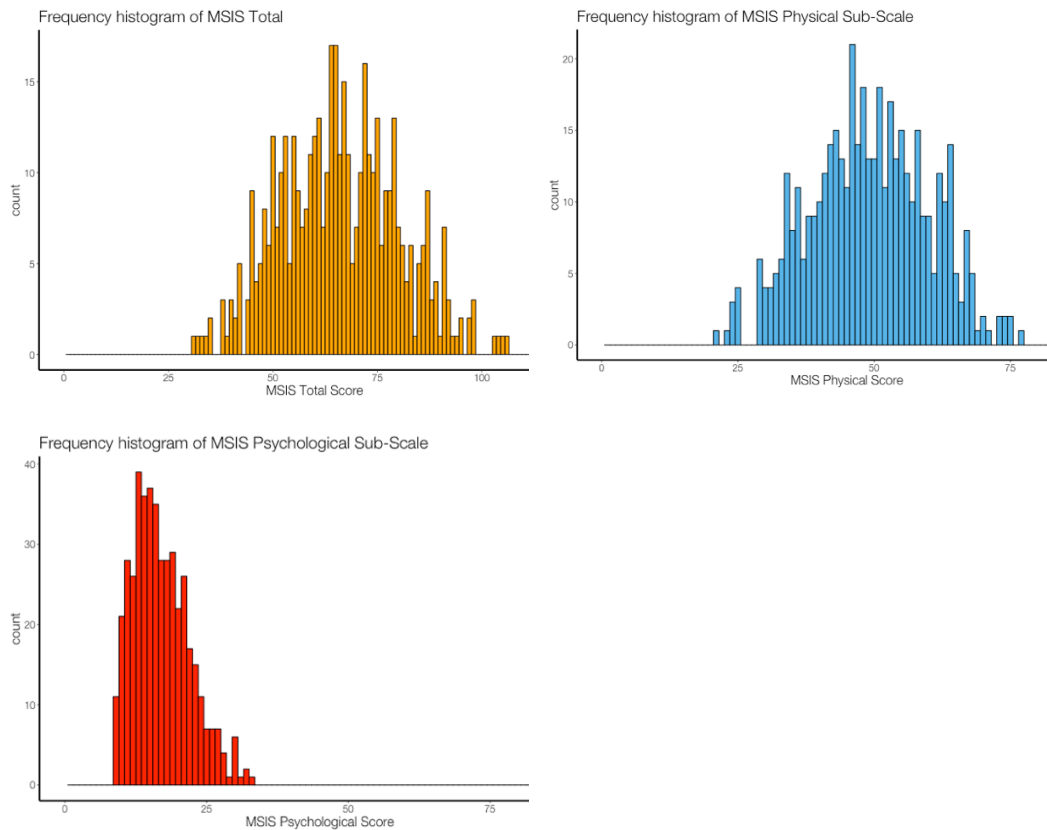 Frequency histogram of MSIS Total
15
10
5
0
count
0 25 50 75 100
MSIS Total Score
Frequency histogram of MSIS Physical Sub-Scale
20
15
10
5
0
count
0 25 50 75
MSIS Physical Score
Frequency histogram of MSIS Psychological Sub-Scale
40
30
20
10
0
count
0 25 50 75
MSIS Psychological Score